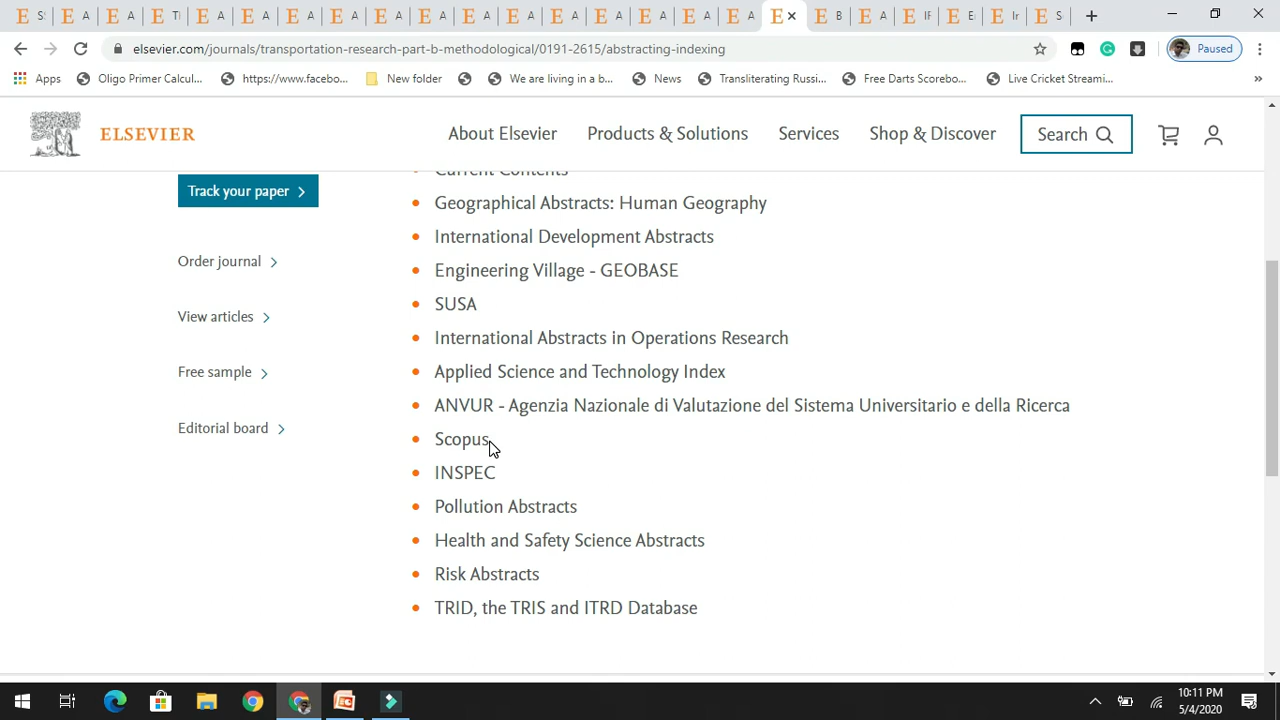 S A A Tl A A A A A A A A A A A A A B A IF E Ir S
elsevier.com/journals/transportation-research-part-b-methodological/0191-2615/abstracting-indexing
Paused
Apps Oligo Primer Calcul... https://www.facebo... New folder We are living in a b... News Transliterating Russi... Free Darts Scorebo... Live Cricket Streami... »
ELSEVIER About Elsevier Products & Solutions Services Shop & Discover Search
Current Contents
Track your paper
Geographical Abstracts: Human Geography
International Development Abstracts
Order journal
Engineering Village - GEOBASE
SUSA
View articles
International Abstracts in Operations Research
Free sample
Applied Science and Technology Index
ANVUR - Agenzia Nazionale di Valutazione del Sistema Universitario e della Ricerca
Editorial board
Scopus
INSPEC
Pollution Abstracts
Health and Safety Science Abstracts
Risk Abstracts
TRID, the TRIS and ITRD Database
10:11 PM
5/4/2020